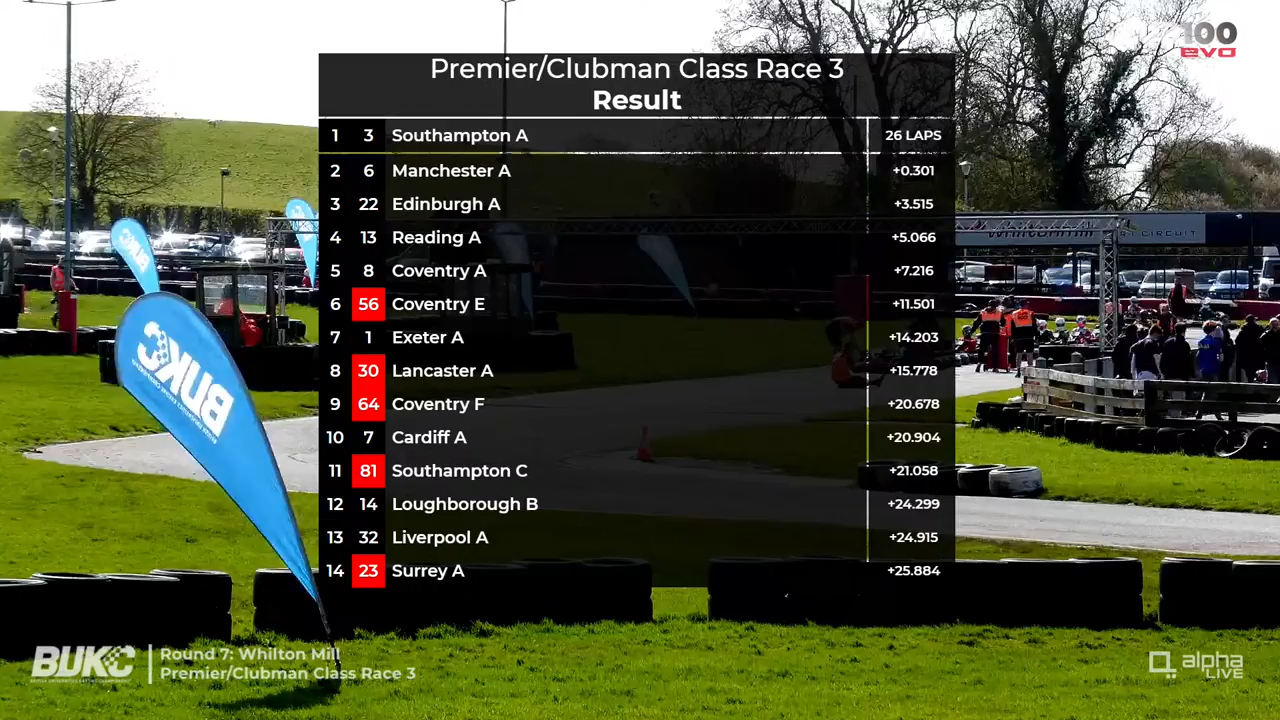 100
evo
Premier/Clubman Class Race 3
Result
1 3 Southampton A 26 LAPS
2 6 Manchester A +0.301
3 22 Edinburgh A +3.515
4 13 Reading A +5.066
5 8 Coventry A +7.216
6 56 Coventry E +11.501
7 1 Exeter A +14.203
8 30 Lancaster A +15.778
9 64 Coventry F +20.678
10 7 Cardiff A +20.904
11 81 Southampton C +21.058
12 14 Loughborough B +24.299
13 32 Liverpool A +24.915
14 23 Surrey A +25.884
CIRCUIT
BUKC
BUKC
Round 7: Whilton Mill
Premier/Clubman Class Race 3
alpha
LIVE